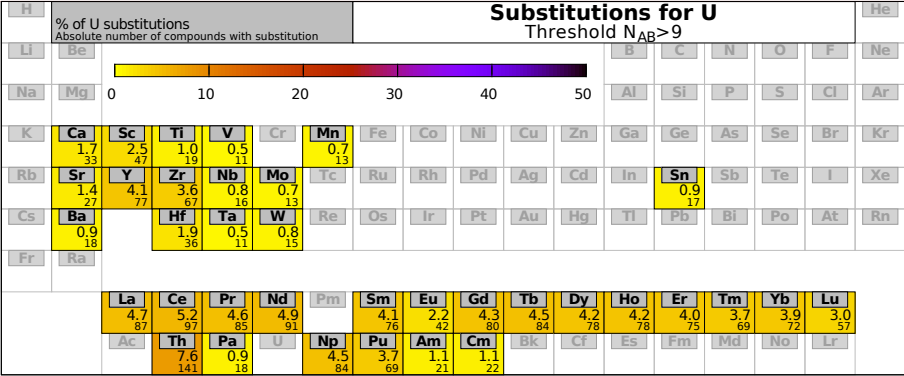 H % of U substitutions Substitutions for U He
Absolute number of compounds with substitution Threshold N_AB>9
Li Be B C N O F Ne
0 10 20 30 40 50
Na Mg Al Si P S Cl Ar
K Ca Sc Ti V Cr Mn Fe Co Ni Cu Zn Ga Ge As Se Br Kr
1.7 2.5 1.0 0.5 0.7
33 47 19 11 13
Rb Sr Y Zr Nb Mo Tc Ru Rh Pd Ag Cd In Sn Sb Te I Xe
1.4 4.1 3.6 0.8 0.7 0.9
27 77 67 16 13 17
Cs Ba Hf Ta W Re Os Ir Pt Au Hg Tl Pb Bi Po At Rn
0.9 1.9 0.5 0.8
18 36 11 15
Fr Ra
La Ce Pr Nd Pm Sm Eu Gd Tb Dy Ho Er Tm Yb Lu
4.7 5.2 4.6 4.9 4.1 2.2 4.3 4.5 4.2 4.2 4.0 3.7 3.9 3.0
87 97 85 91 76 42 80 84 78 78 75 69 72 57
Ac Th Pa U Np Pu Am Cm Bk Cf Es Fm Md No Lr
7.6 0.9 4.5 3.7 1.1 1.1
141 18 84 69 21 22